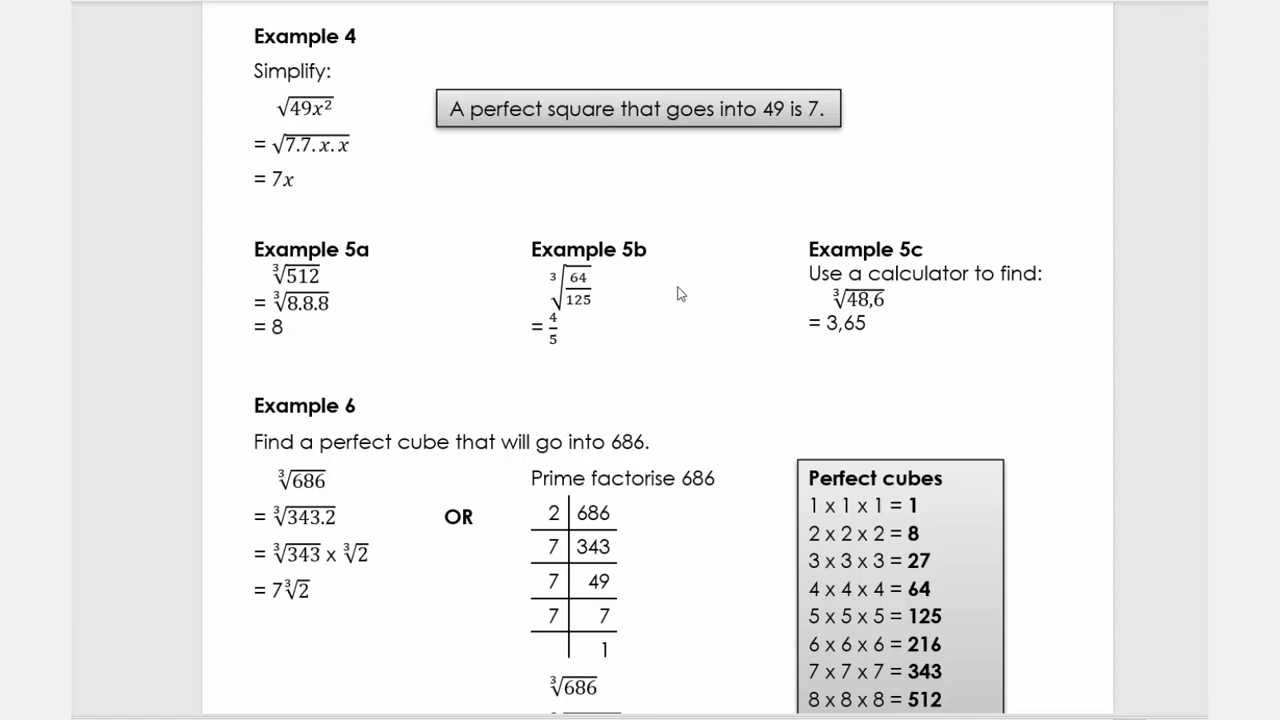 Example 4
Simplify:
√49x²
A perfect square that goes into 49 is 7.
= √7.7.x.x
= 7x
Example 5a
∛512
= ∛8.8.8
= 8
Example 5b
∛64/125
= 4/5
Example 5c
Use a calculator to find:
∛48,6
= 3,65
Example 6
Find a perfect cube that will go into 686.
∛686
= ∛343.2
= ∛343 x ∛2
= 7∛2
OR
Prime factorise 686
2 686
7 343
7 49
7 7
1
∛686
Perfect cubes
1 x 1 x 1 = 1
2 x 2 x 2 = 8
3 x 3 x 3 = 27
4 x 4 x 4 = 64
5 x 5 x 5 = 125
6 x 6 x 6 = 216
7 x 7 x 7 = 343
8 x 8 x 8 = 512